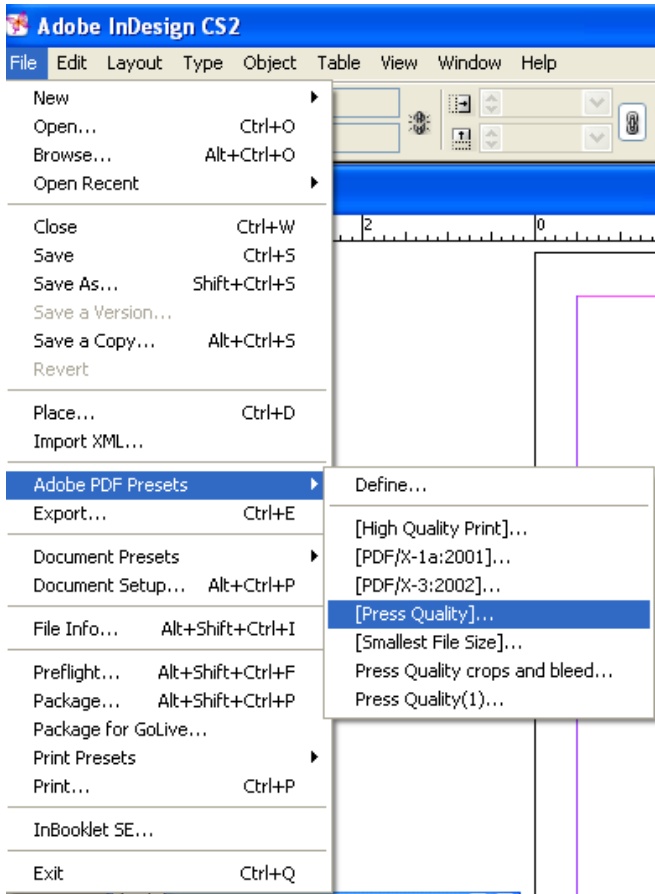 Adobe InDesign CS2
File Edit Layout Type Object Table View Window Help
New
Open... Ctrl+O
Browse... Alt+Ctrl+O
Open Recent
Close Ctrl+W
Save Ctrl+S
Save As... Shift+Ctrl+S
Save a Version...
Save a Copy... Alt+Ctrl+S
Revert
Place... Ctrl+D
Import XML...
Adobe PDF Presets
Export... Ctrl+E
Document Presets
Document Setup... Alt+Ctrl+P
File Info... Alt+Shift+Ctrl+I
Preflight... Alt+Shift+Ctrl+F
Package... Alt+Shift+Ctrl+P
Package for GoLive...
Print Presets
Print... Ctrl+P
InBooklet SE...
Exit Ctrl+Q
2 0
Define...
[High Quality Print]...
[PDF/X-1a:2001]...
[PDF/X-3:2002]...
[Press Quality]...
[Smallest File Size]...
Press Quality crops and bleed...
Press Quality(1)...